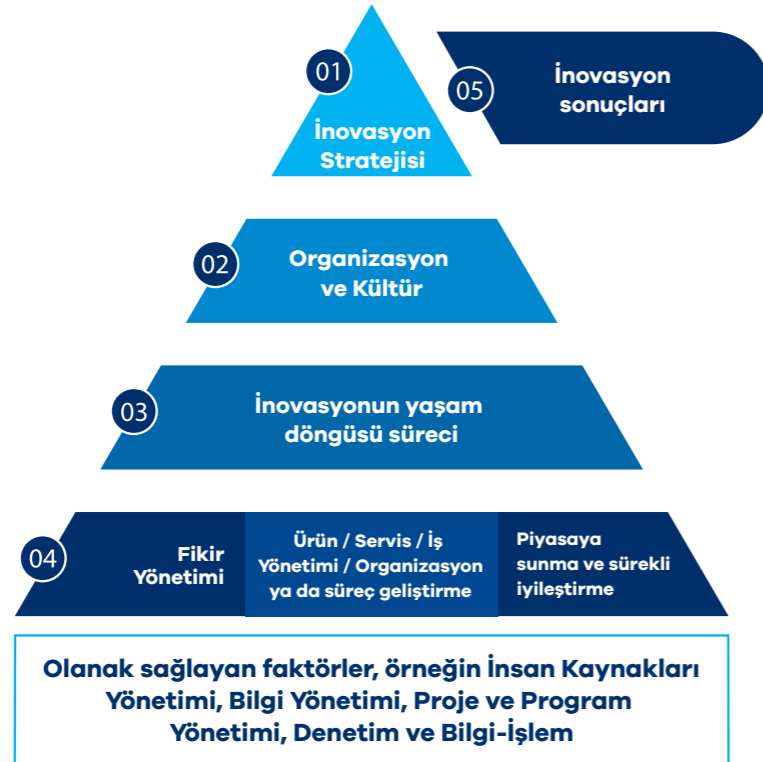 01
İnovasyon
Stratejisi
05
İnovasyon
sonuçları
02
Organizasyon
ve Kültür
03
İnovasyonun yaşam
döngüsü süreci
04
Fikir
Yönetimi
Ürün / Servis / İş
Yönetimi / Organizasyon
ya da süreç geliştirme
Piyasaya
sunma ve sürekli
iyileştirme
Olanak sağlayan faktörler, örneğin İnsan Kaynakları
Yönetimi, Bilgi Yönetimi, Proje ve Program
Yönetimi, Denetim ve Bilgi-İşlem